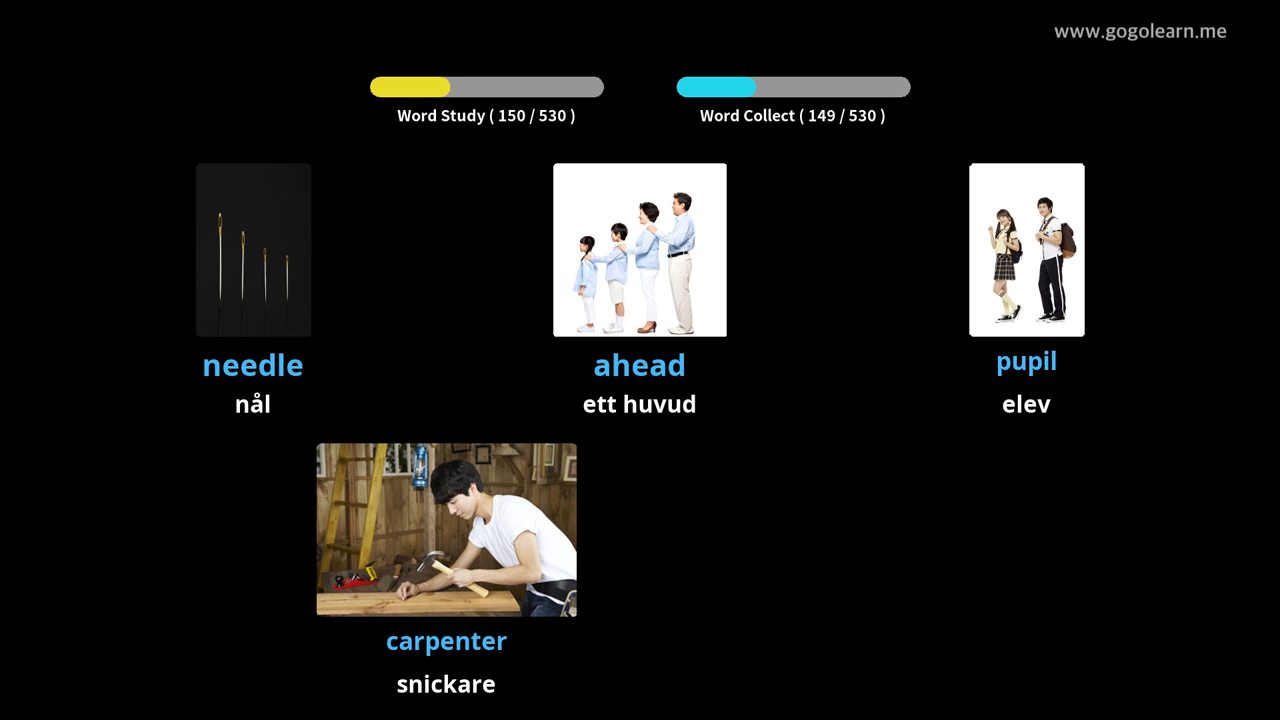 www.gogolearn.me
Word Study ( 150 / 530 )
Word Collect ( 149 / 530 )
needle
nål
ahead
ett huvud
pupil
elev
carpenter
snickare